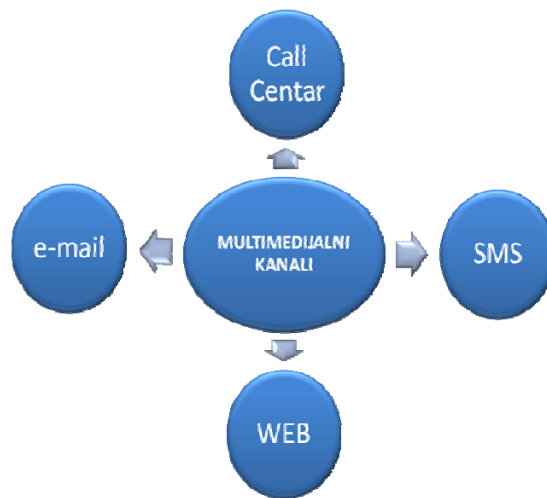 Call
Centar
e-mail
MULTIMEDIJALNI
KANALI
SMS
WEB